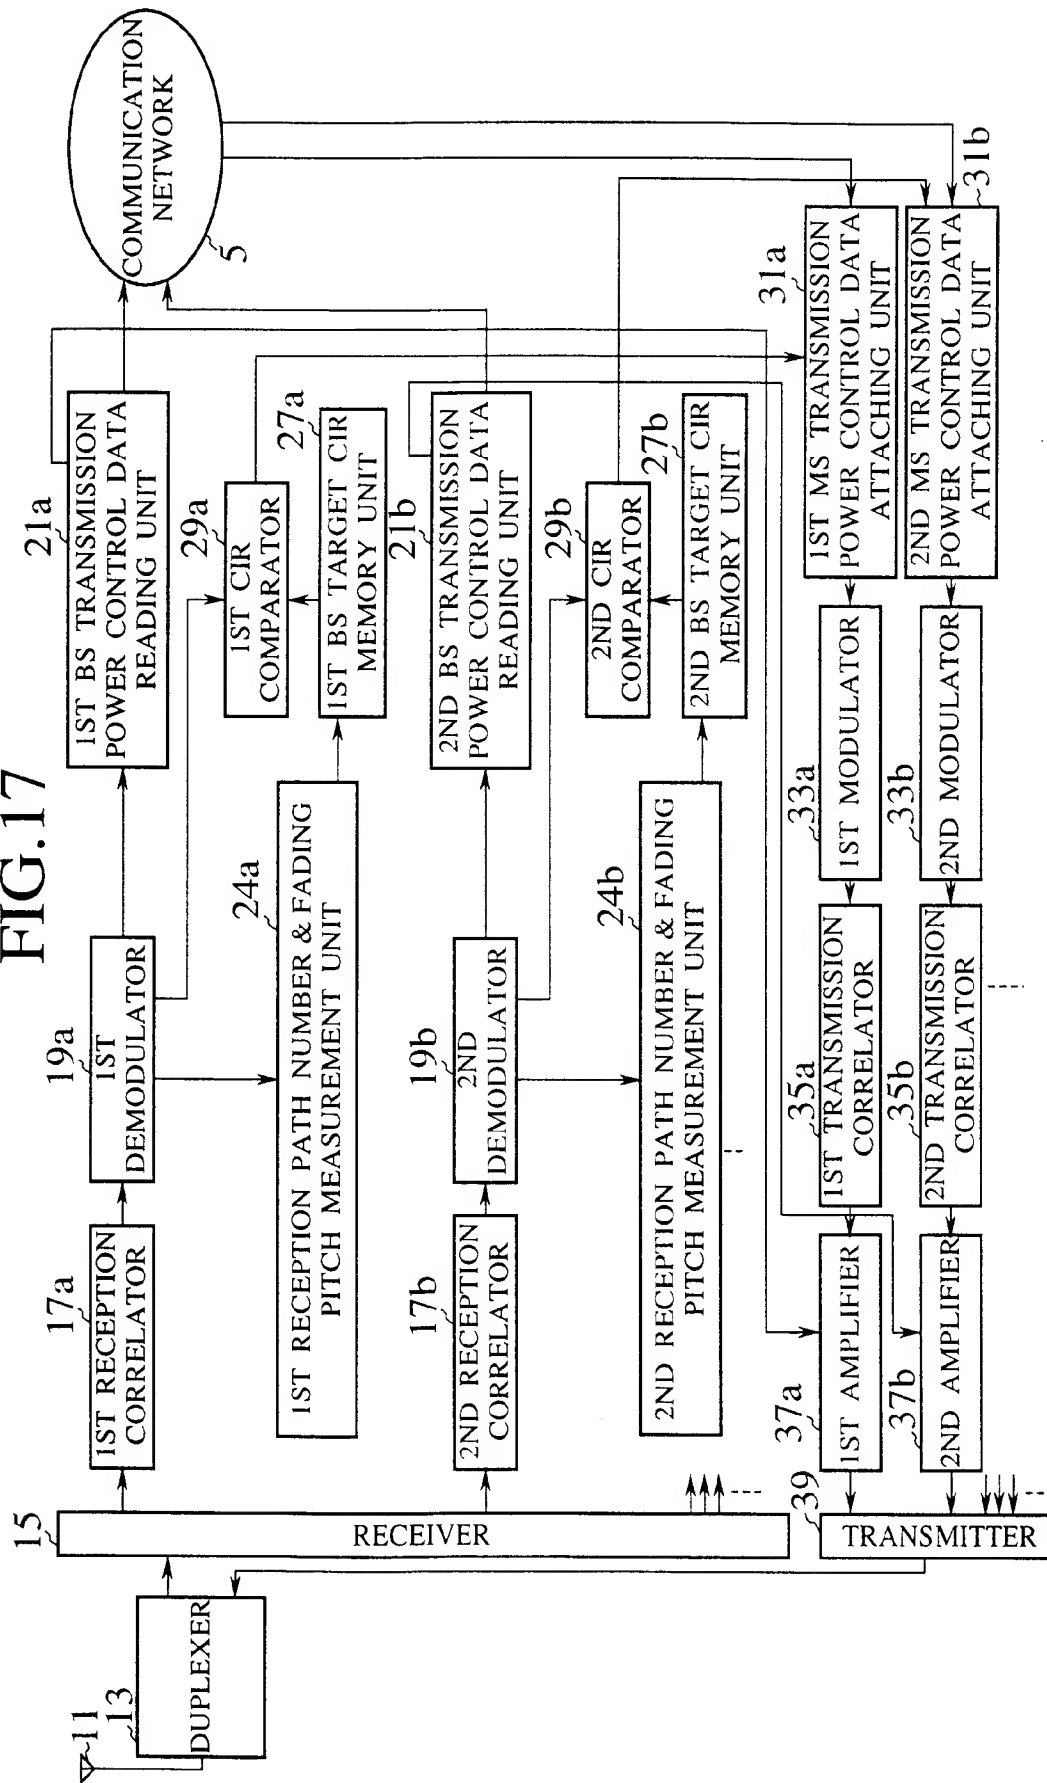 FIG.17
11
13
DUPLEXER
15
RECEIVER
17a
1ST RECEPTION
CORRELATOR
19a
1ST
DEMODULATOR
21a
1ST BS TRANSMISSION
POWER CONTROL DATA
READING UNIT
COMMUNICATION
NETWORK
5
24a
1ST RECEPTION PATH NUMBER & FADING
PITCH MEASUREMENT UNIT
29a
1ST CIR
COMPARATOR
27a
1ST BS TARGET CIR
MEMORY UNIT
17b
2ND RECEPTION
CORRELATOR
19b
2ND
DEMODULATOR
21b
2ND BS TRANSMISSION
POWER CONTROL DATA
READING UNIT
24b
2ND RECEPTION PATH NUMBER & FADING
PITCH MEASUREMENT UNIT
29b
2ND CIR
COMPARATOR
27b
2ND BS TARGET CIR
MEMORY UNIT
39
TRANSMITTER
37a
1ST AMPLIFIER
35a
1ST TRANSMISSION
CORRELATOR
33a
1ST MODULATOR
31a
1ST MS TRANSMISSION
POWER CONTROL DATA
ATTACHING UNIT
37b
2ND AMPLIFIER
35b
2ND TRANSMISSION
CORRELATOR
33b
2ND MODULATOR
31b
2ND MS TRANSMISSION
POWER CONTROL DATA
ATTACHING UNIT